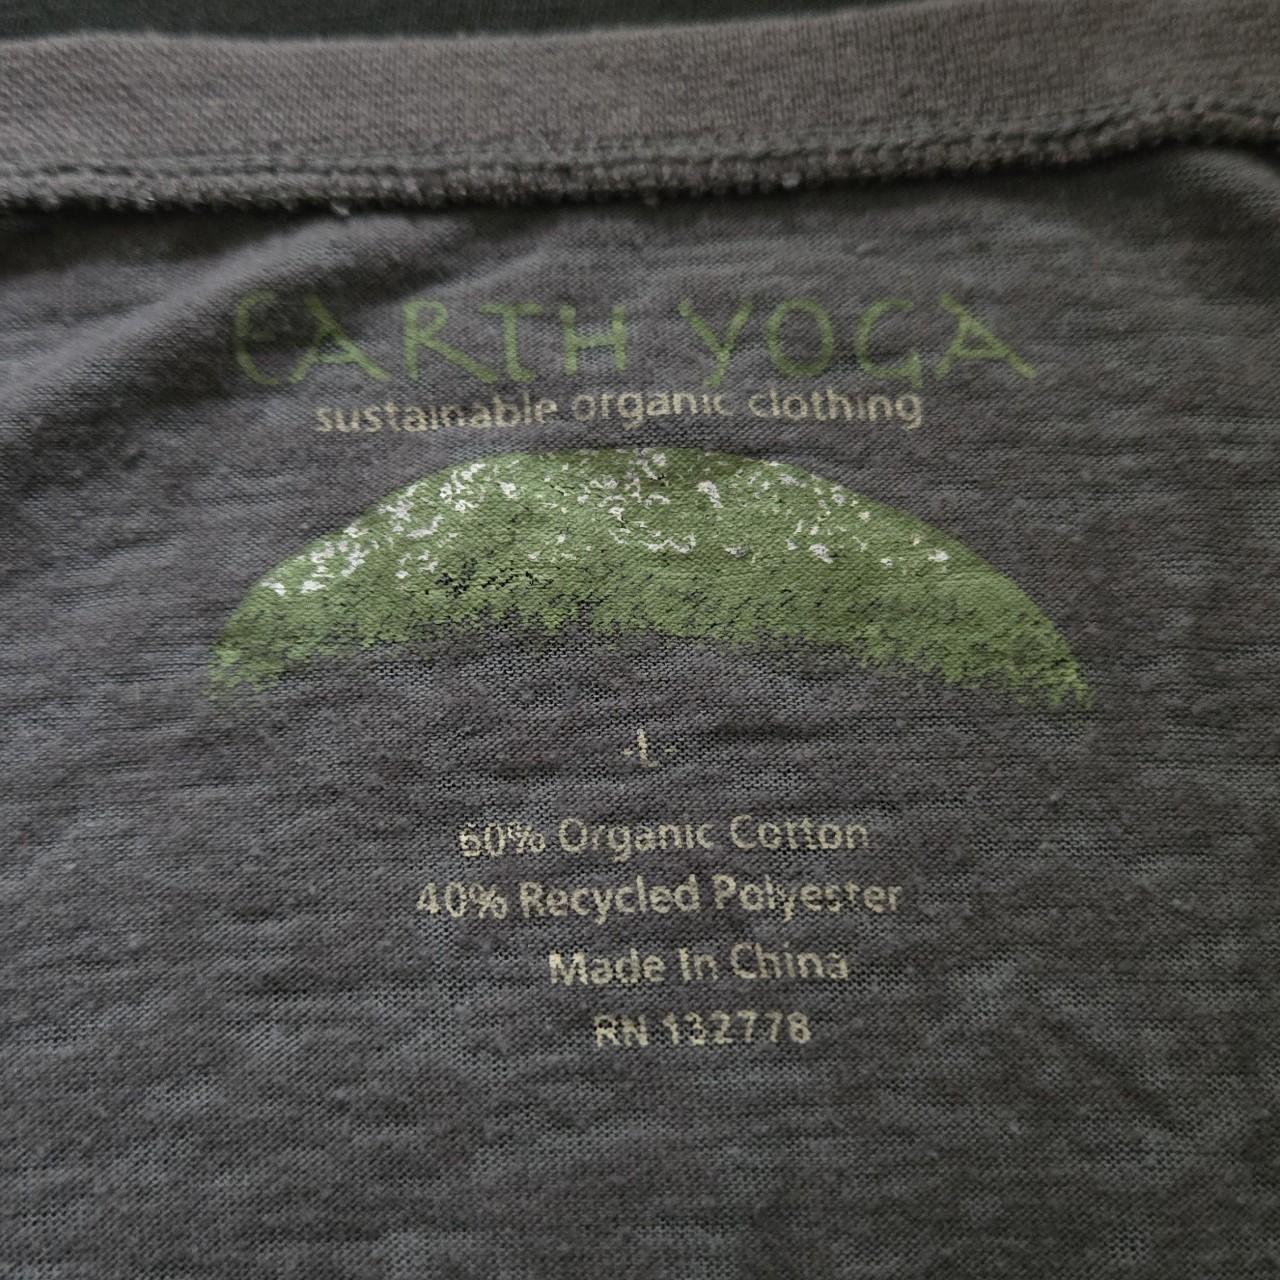 EARTH YOGA
sustainable organic clothing
-L-
60% Organic Cotton
40% Recycled Polyester
Made In China
RN 132778